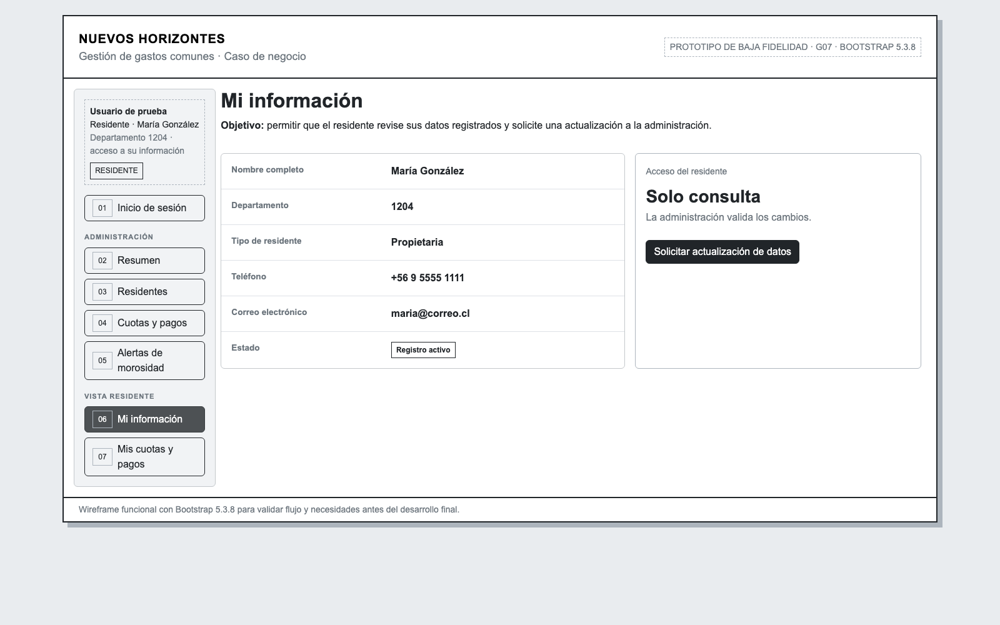 NUEVOS HORIZONTES
Gestión de gastos comunes · Caso de negocio
PROTOTIPO DE BAJA FIDELIDAD · G07 · BOOTSTRAP 5.3.8
Usuario de prueba
Residente · María González
Departamento 1204 ·
acceso a su información
RESIDENTE
01 Inicio de sesión
ADMINISTRACIÓN
02 Resumen
03 Residentes
04 Cuotas y pagos
05 Alertas de
morosidad
VISTA RESIDENTE
06 Mi información
07 Mis cuotas y
pagos
Mi información
Objetivo: permitir que el residente revise sus datos registrados y solicite una actualización a la administración.
Nombre completo María González
Departamento 1204
Tipo de residente Propietaria
Teléfono +56 9 5555 1111
Correo electrónico maria@correo.cl
Estado Registro activo
Acceso del residente
Solo consulta
La administración valida los cambios.
Solicitar actualización de datos
Wireframe funcional con Bootstrap 5.3.8 para validar flujo y necesidades antes del desarrollo final.